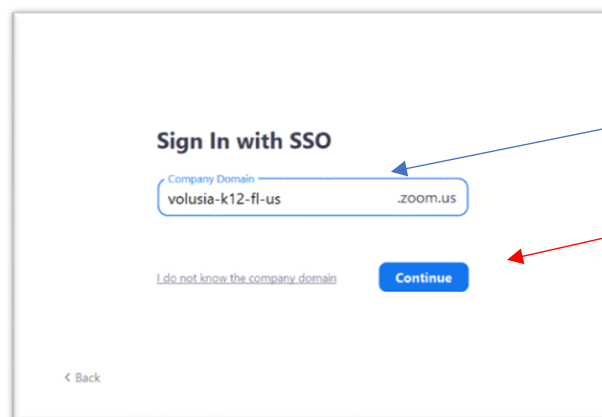 Sign In with SSO
Company Domain
volusia-k12-fl-us .zoom.us
I do not know the company domain Continue
< Back